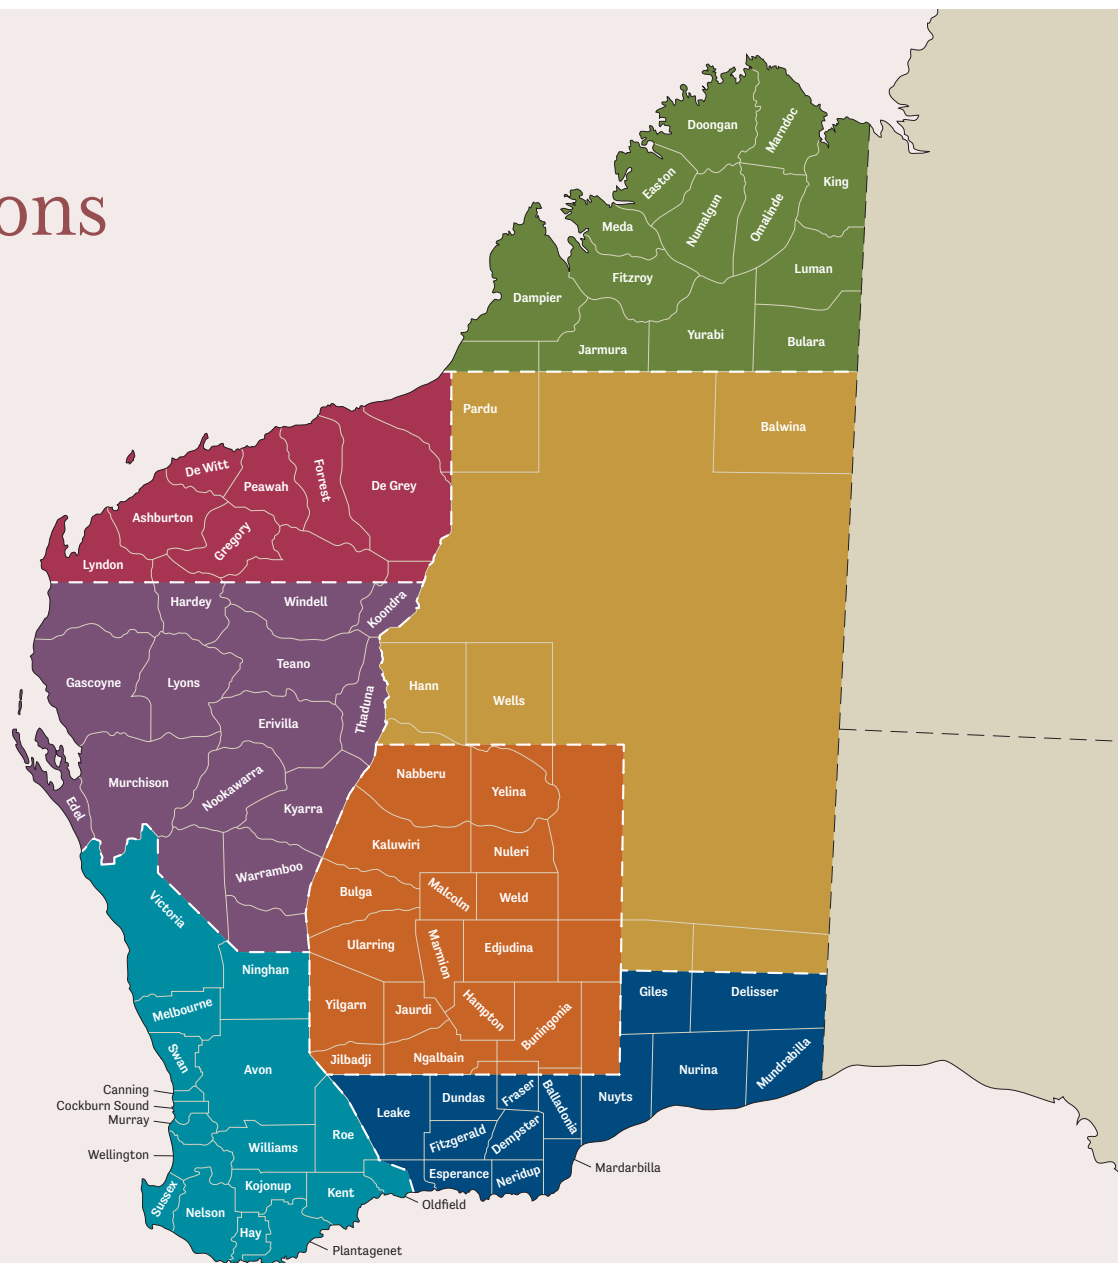 ons
Doongan
Marndoc
Easton
King
Numalgun
Omalinde
Meda
Luman
Fitzroy
Dampier
Yurabi
Bulara
Jarmura
Pardu
Balwina
De Witt
Peawah
Forrest
De Grey
Ashburton
Gregory
Lyndon
Hardey
Windell
Koondra
Teano
Gascoyne
Lyons
Hann
Wells
Thaduna
Erivilla
Murchison
Nookawarra
Nabberu
Yelina
Edel
Kyarra
Kaluwiri
Nuleri
Warramboo
Bulga
Malcolm
Weld
Victoria
Ularring
Marmion
Edjudina
Ninghan
Giles
Delisser
Melbourne
Yilgarn
Jaurdi
Hampton
Buningonia
Swan
Avon
Jilbadji
Ngalbain
Nurina
Mundrabilla
Canning
Cockburn Sound
Murray
Leake
Dundas
Fraser
Balladonia
Nuyts
Wellington
Williams
Roe
Fitzgerald
Dempster
Mardarbilla
Esperance
Neridup
Sussex
Nelson
Kojonup
Kent
Oldfield
Hay
Plantagenet